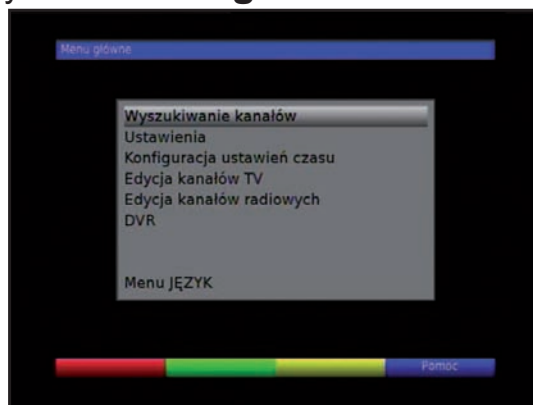 Menu główne
Wyszukiwanie kanałów
Ustawienia
Konfiguracja ustawień czasu
Edycja kanałów TV
Edycja kanałów radiowych
DVR
Menu JĘZYK
Pomoc